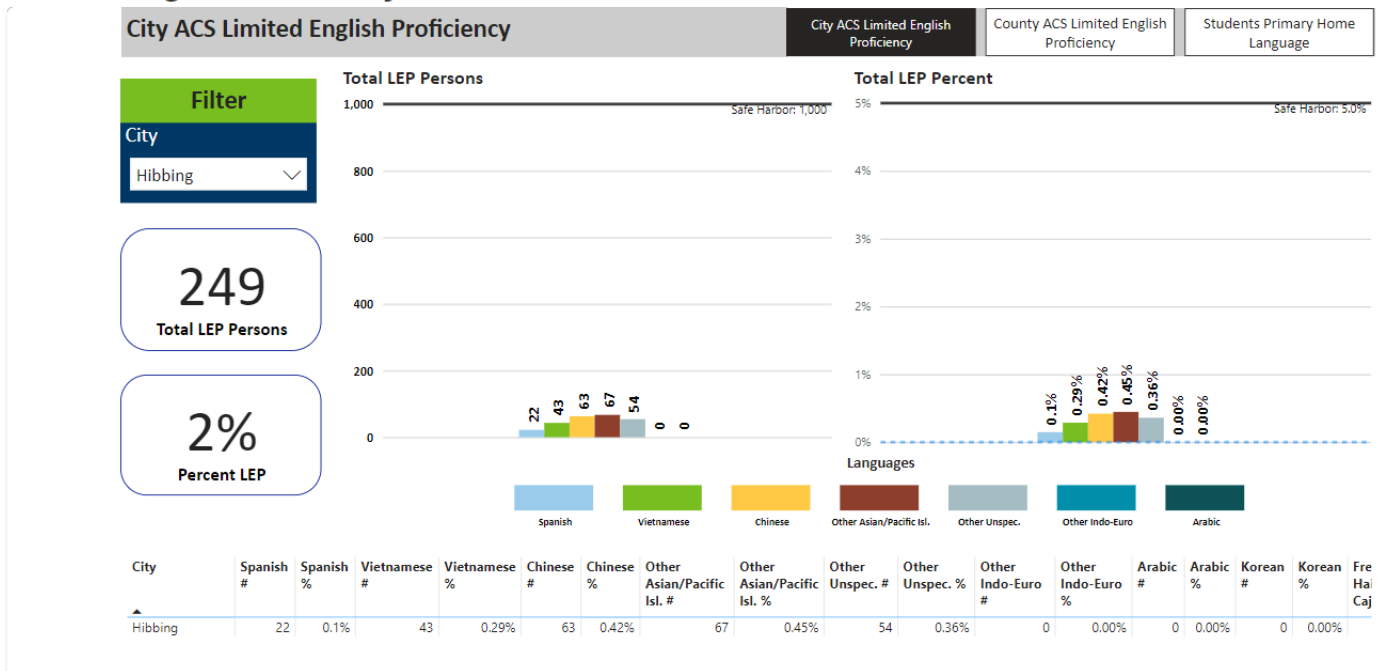 City ACS Limited English Proficiency
City ACS Limited English
Proficiency
County ACS Limited English
Proficiency
Students Primary Home
Language
Filter
City
Hibbing
249
Total LEP Persons
2%
Percent LEP
Total LEP Persons
1,000
Safe Harbor: 1,000
800
600
400
200
0
22
43
63
67
54
0
0
Total LEP Percent
5%
Safe Harbor: 5.0%
4%
3%
2%
1%
0%
0.1%
0.29%
0.42%
0.45%
0.36%
0.00%
0.00%
Languages
Spanish
Vietnamese
Chinese
Other Asian/Pacific Isl.
Other Unspec.
Other Indo-Euro
Arabic
City
Spanish
#
Spanish
%
Vietnamese
#
Vietnamese
%
Chinese
#
Chinese
%
Other
Asian/Pacific
Isl. #
Other
Asian/Pacific
Isl. %
Other
Unspec. #
Other
Unspec. %
Other
Indo-Euro
#
Other
Indo-Euro
%
Arabic
#
Arabic
%
Korean
#
Korean
%
Fre
Hai
Caj
Hibbing 22 0.1% 43 0.29% 63 0.42% 67 0.45% 54 0.36% 0 0.00% 0 0.00% 0 0.00%